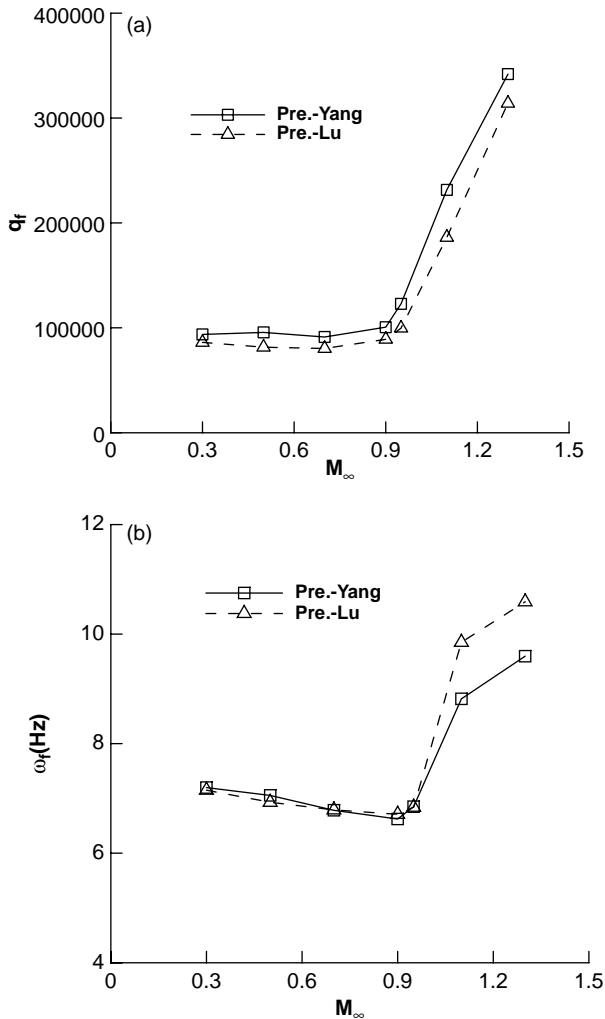 (a)
400000
300000
200000
100000
0
q_f
Pre.-Yang
Pre.-Lu
0 0.3 0.6 0.9 1.2 1.5
M_∞
(b)
12
10
8
6
4
ω_f(Hz)
Pre.-Yang
Pre.-Lu
0 0.3 0.6 0.9 1.2 1.5
M_∞